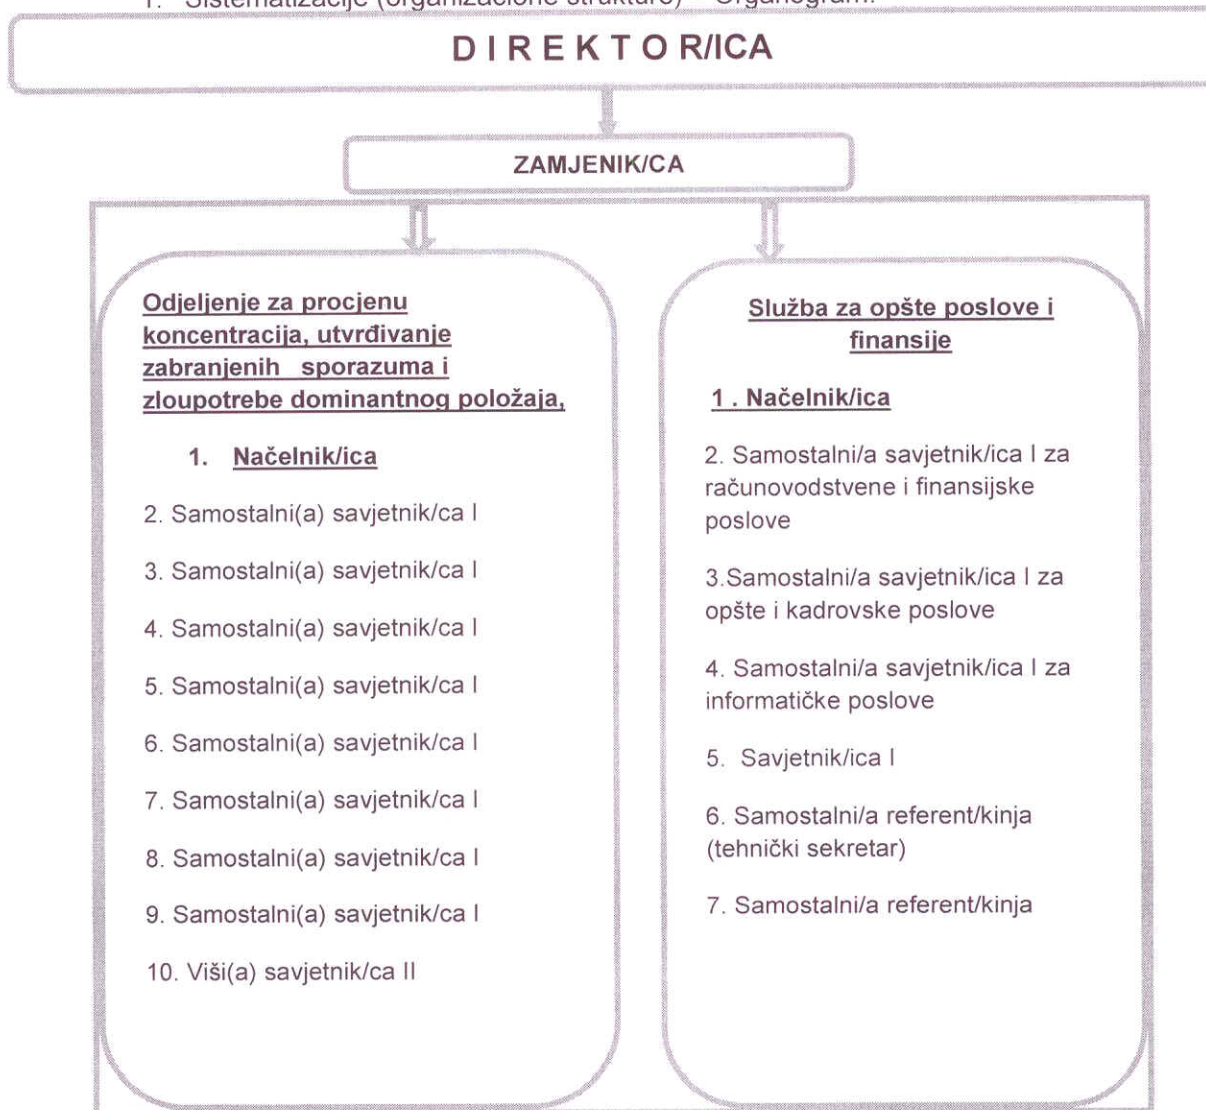 1. Sistematizacije (organizacione strukture) – Organogram:
D I R E K T O R/ICA
ZAMJENIK/CA
Odjeljenje za procjenu
koncentracija, utvrđivanje
zabranjenih sporazuma i
zloupotrebe dominantnog položaja,
1. Načelnik/ica
2. Samostalni(a) savjetnik/ca I
3. Samostalni(a) savjetnik/ca I
4. Samostalni(a) savjetnik/ca I
5. Samostalni(a) savjetnik/ca I
6. Samostalni(a) savjetnik/ca I
7. Samostalni(a) savjetnik/ca I
8. Samostalni(a) savjetnik/ca I
9. Samostalni(a) savjetnik/ca I
10. Viši(a) savjetnik/ca II
Služba za opšte poslove i
finansije
1 . Načelnik/ica
2. Samostalni/a savjetnik/ica I za
računovodstvene i finansijske
poslove
3.Samostalni/a savjetnik/ica I za
opšte i kadrovske poslove
4. Samostalni/a savjetnik/ica I za
informatičke poslove
5. Savjetnik/ica I
6. Samostalni/a referent/kinja
(tehnički sekretar)
7. Samostalni/a referent/kinja